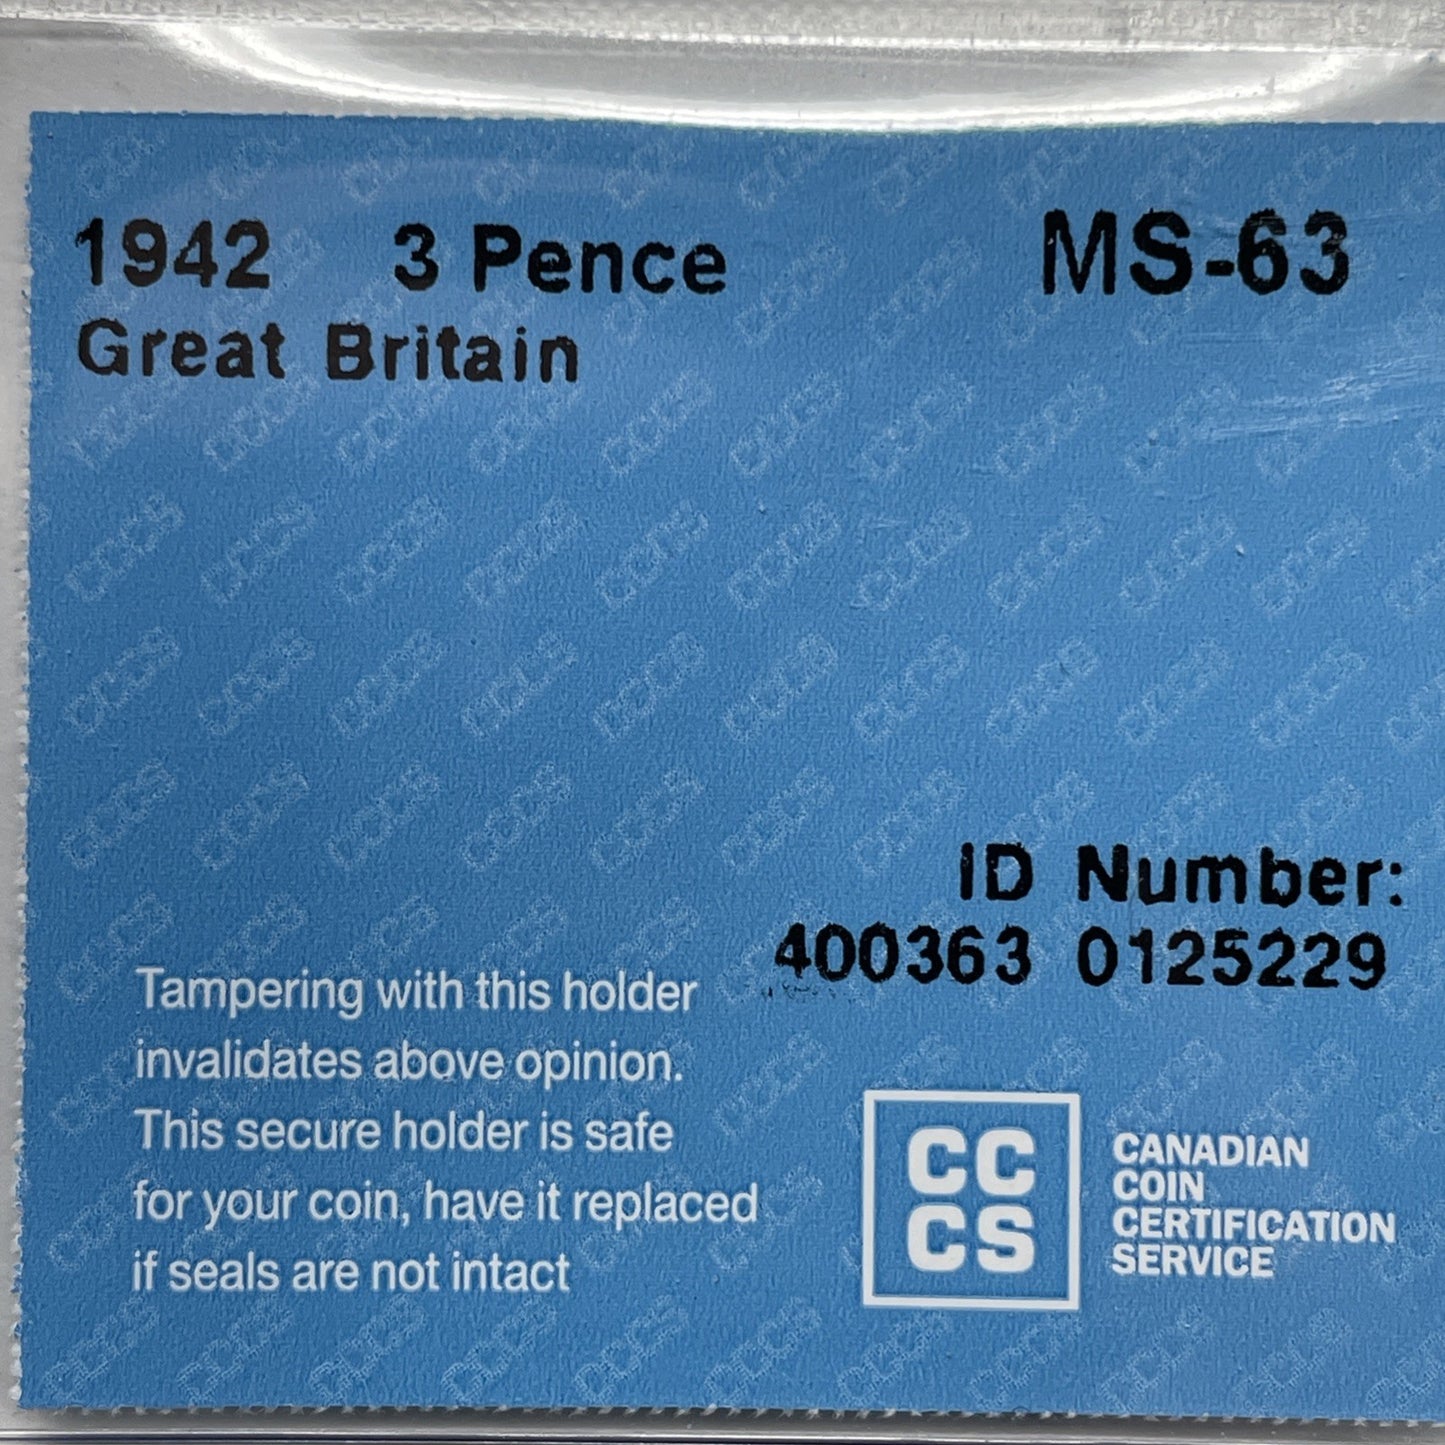 1942 3 Pence MS-63
Great Britain
ID Number:
400363 0125229
Tampering with this holder
invalidates above opinion.
This secure holder is safe
for your coin, have it replaced
if seals are not intact
CC
CS
CANADIAN
COIN
CERTIFICATION
SERVICE